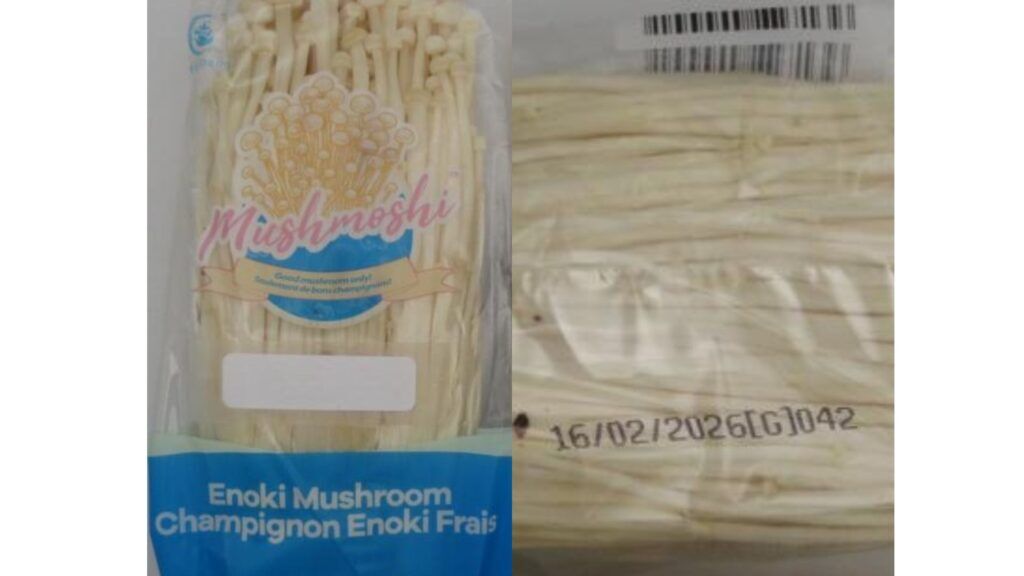 Mushmoshi
Good mushroom only!
Seulement de bons champignons!
Enoki Mushroom
Champignon Enoki Frais
16/02/2026[G]042